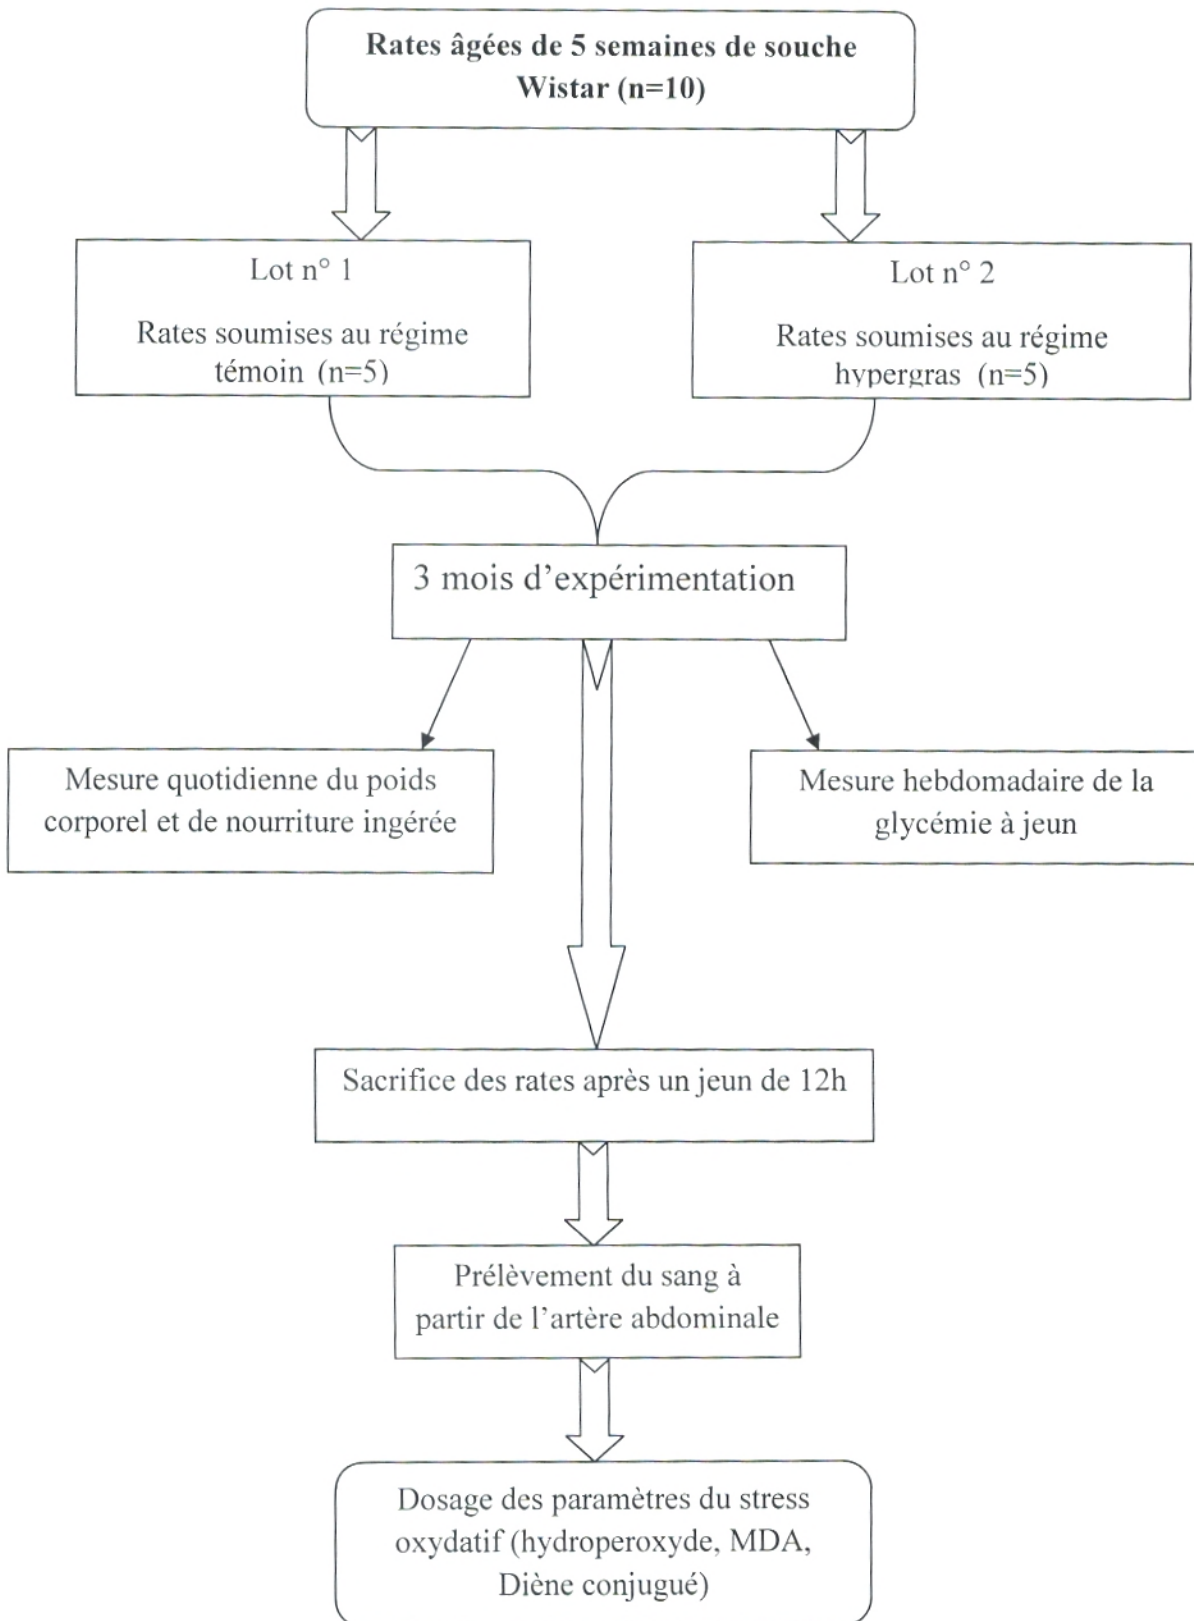 Rates âgées de 5 semaines de souche
Wistar (n=10)
Lot n° 1
Rates soumises au régime
témoin (n=5)
Lot n° 2
Rates soumises au régime
hypergras (n=5)
3 mois d’expérimentation
Mesure quotidienne du poids
corporel et de nourriture ingérée
Mesure hebdomadaire de la
glycémie à jeun
Sacrifice des rates après un jeun de 12h
Prélèvement du sang à
partir de l’artère abdominale
Dosage des paramètres du stress
oxydatif (hydroperoxyde, MDA,
Diène conjugué)